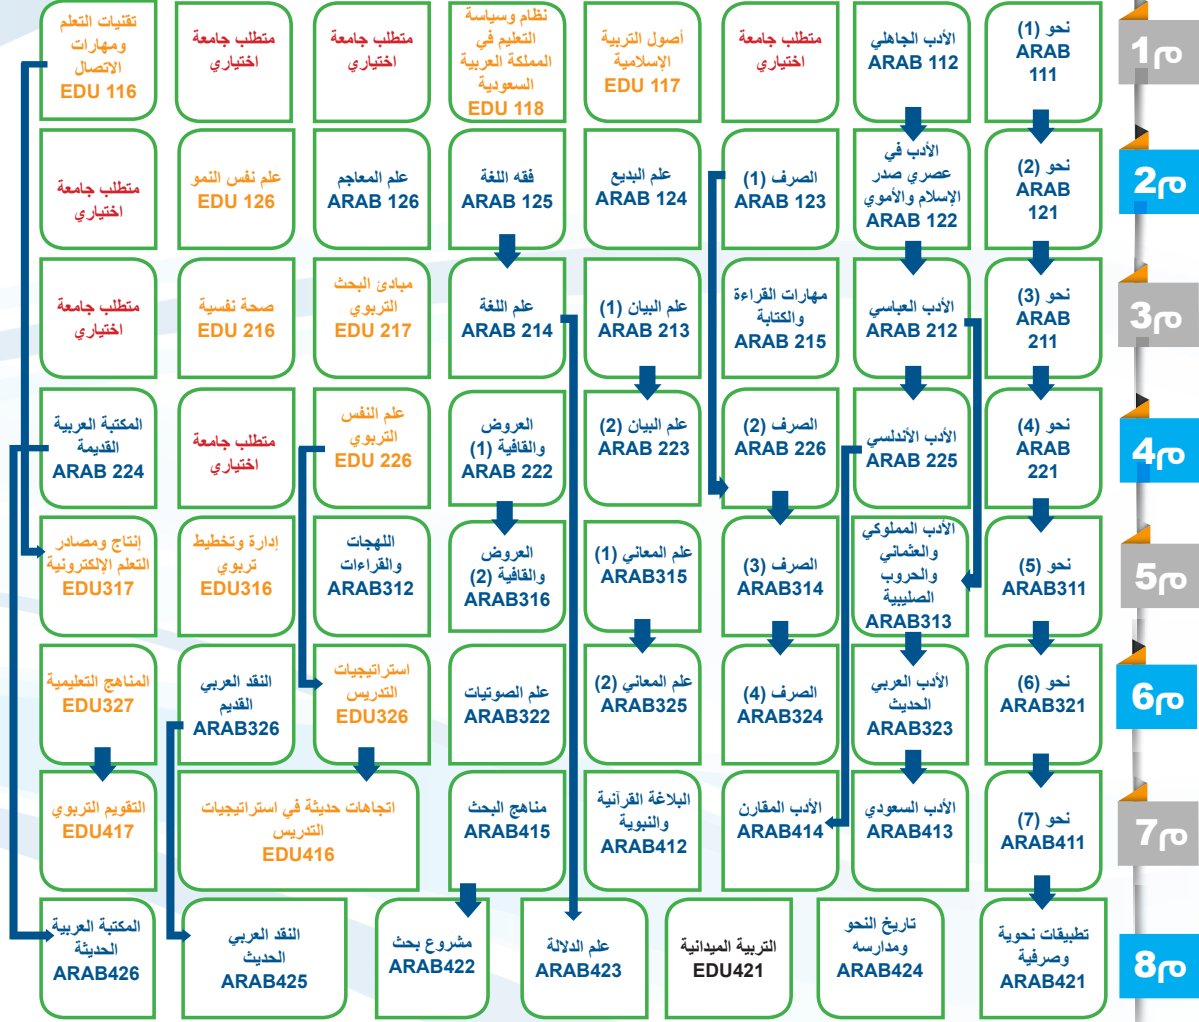 م1
نحو (1)
ARAB
111
الأدب الجاهلي
ARAB 112
متطلب جامعة
اختياري
أصول التربية
الإسلامية
EDU 117
نظام وسياسة
التعليم في
المملكة العربية
السعودية
EDU 118
متطلب جامعة
اختياري
متطلب جامعة
اختياري
تقنيات التعلم
ومهارات
الاتصال
EDU 116
م2
نحو (2)
ARAB
121
الأدب في
عصري صدر
الإسلام والأموي
ARAB 122
الصرف (1)
ARAB 123
علم البديع
ARAB 124
فقه اللغة
ARAB 125
علم المعاجم
ARAB 126
علم نفس النمو
EDU 126
متطلب جامعة
اختياري
م3
نحو (3)
ARAB
211
الأدب العباسي
ARAB 212
مهارات القراءة
والكتابة
ARAB 215
علم البيان (1)
ARAB 213
علم اللغة
ARAB 214
مبادئ البحث
التربوي
EDU 217
صحة نفسية
EDU 216
متطلب جامعة
اختياري
م4
نحو (4)
ARAB
221
الأدب الأندلسي
ARAB 225
الصرف (2)
ARAB 226
علم البيان (2)
ARAB 223
العروض
والقافية (1)
ARAB 222
علم النفس
التربوي
EDU 226
متطلب جامعة
اختياري
المكتبة العربية
القديمة
ARAB 224
م5
نحو (5)
ARAB311
الأدب المملوكي
والعثماني
والحروب
الصليبية
ARAB313
الصرف (3)
ARAB314
علم المعاني (1)
ARAB315
العروض
والقافية (2)
ARAB316
اللهجات
والقراءات
ARAB312
إدارة وتخطيط
تربوي
EDU316
إنتاج ومصادر
التعلم الإلكترونية
EDU317
م6
نحو (6)
ARAB321
الأدب العربي
الحديث
ARAB323
الصرف (4)
ARAB324
علم المعاني (2)
ARAB325
علم الصوتيات
ARAB322
استراتيجيات
التدريس
EDU326
النقد العربي
القديم
ARAB326
المناهج التعليمية
EDU327
م7
نحو (7)
ARAB411
الأدب السعودي
ARAB413
الأدب المقارن
ARAB414
البلاغة القرآنية
والنبوية
ARAB412
مناهج البحث
ARAB415
اتجاهات حديثة في استراتيجيات
التدريس
EDU416
التقويم التربوي
EDU417
م8
تطبيقات نحوية
وصرفية
ARAB421
تاريخ النحو
ومدارسه
ARAB424
التربية الميدانية
EDU421
علم الدلالة
ARAB423
مشروع بحث
ARAB422
النقد العربي
الحديث
ARAB425
المكتبة العربية
الحديثة
ARAB426